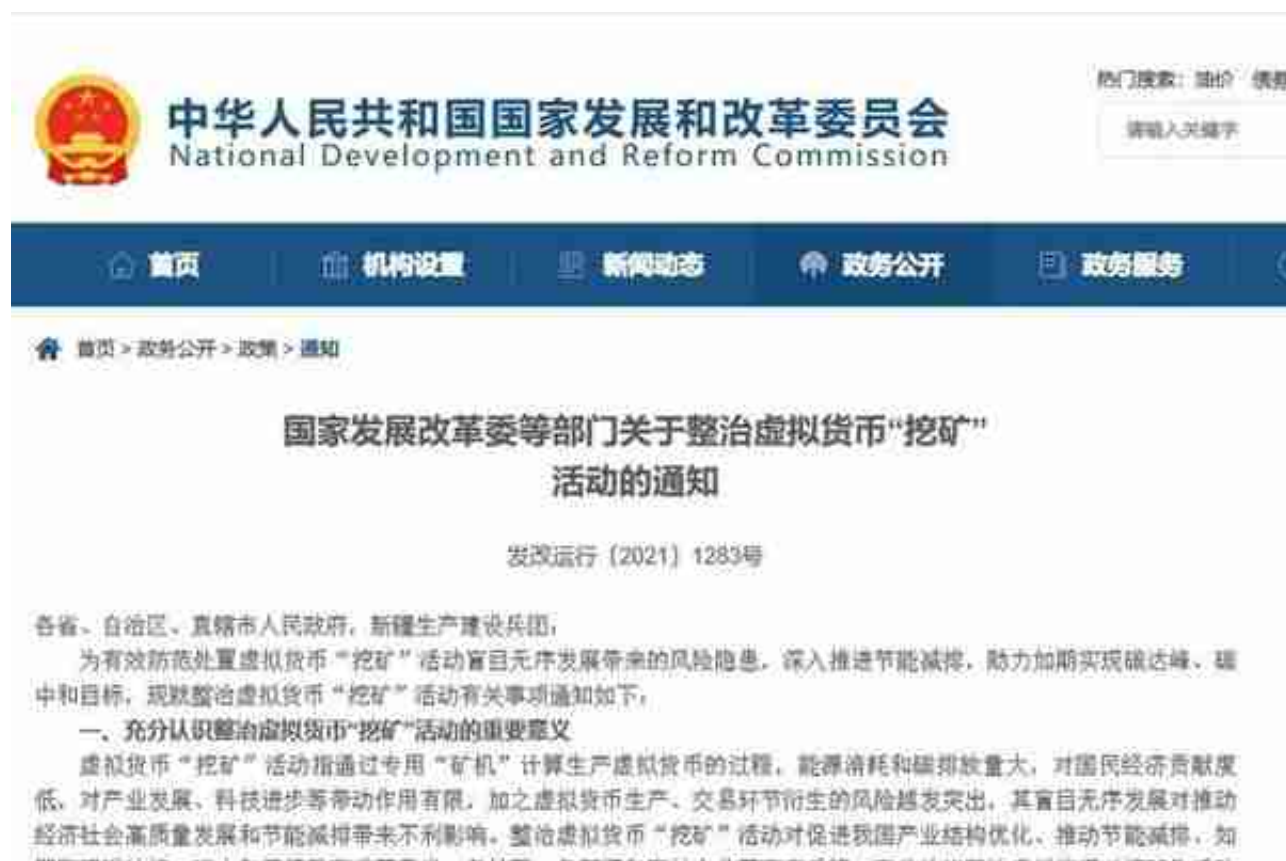 热门搜索：油价
中华人民共和国国家发展和改革委员会
National Development and Reform Commission
请输入关键字
首页 机构设置 新闻动态 政务公开 政务服务
首页 > 政务公开 > 政策 > 通知
国家发展改革委等部门关于整治虚拟货币“挖矿”
活动的通知
发改运行〔2021〕1283号
各省、自治区、直辖市人民政府，新疆生产建设兵团：
为有效防范处置虚拟货币“挖矿”活动盲目无序发展带来的风险隐患，深入推进节能减排，助力如期实现碳达峰、碳
中和目标，现就整治虚拟货币“挖矿”活动有关事项通知如下：
一、充分认识整治虚拟货币“挖矿”活动的重要意义
虚拟货币“挖矿”活动指通过专用“矿机”计算生产虚拟货币的过程，能源消耗和碳排放量大，对国民经济贡献度
低，对产业发展、科技进步等带动作用有限，加之虚拟货币生产、交易环节衍生的风险越发突出，其盲目无序发展对推动
经济社会高质量发展和节能减排带来不利影响。整治虚拟货币“挖矿”活动对促进我国产业结构优化、推动节能减排、如